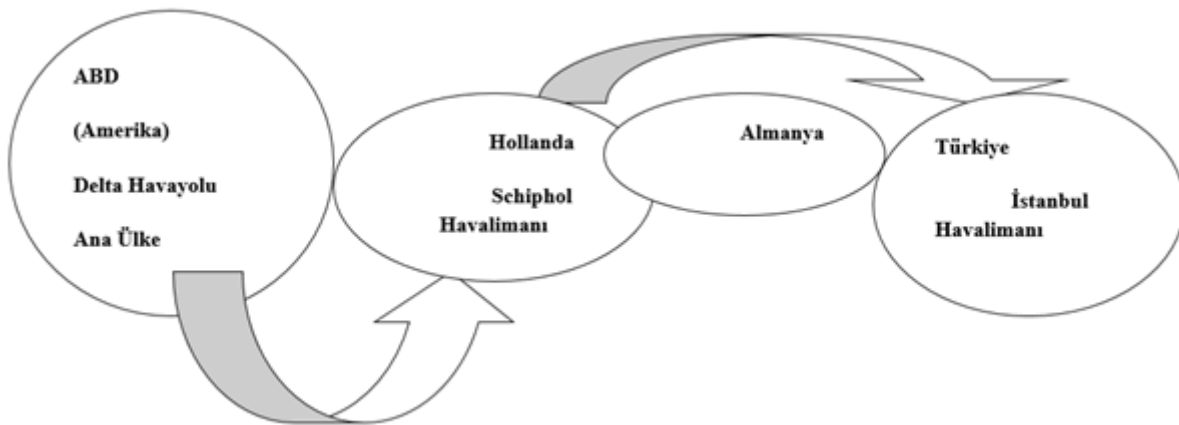 ABD
(Amerika)
Delta Havayolu
Ana Ülke
Hollanda
Schiphol
Havalimanı
Almanya
Türkiye
İstanbul
Havalimanı